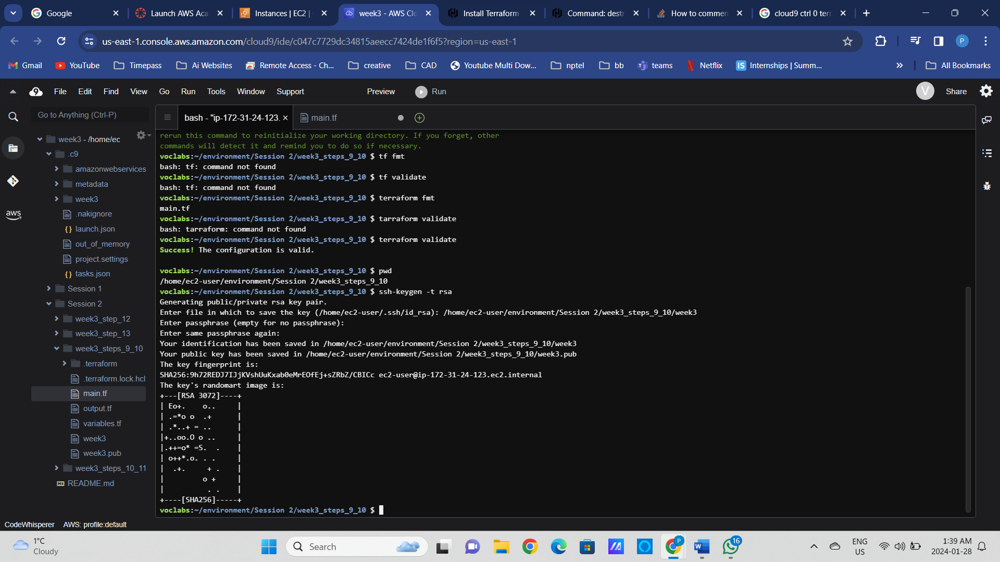 Google
Launch AWS Aca
Instances | EC2 |
week3 - AWS Clo
Install Terraform
Command: destr
How to commen
cloud9 ctrl 0 terr
us-east-1.console.aws.amazon.com/cloud9/ide/c047c7729dc34815aeecc7424de1f6f5?region=us-east-1
P
Gmail
YouTube
Timepass
Ai Websites
Remote Access - Ch...
creative
CAD
Youtube Multi Dow...
nptel
bb
teams
Netflix
IS Internships | Summ...
All Bookmarks
9 File Edit Find View Go Run Tools Window Support Preview Run
V Share
Go to Anything (Ctrl-P)
bash - "ip-172-31-24-123.
main.tf
aws
week3 - /home/ec
.c9
amazonwebservices
metadata
week3
.nakignore
{} launch.json
out_of_memory
project.settings
{} tasks.json
Session 1
Session 2
week3_step_12
week3_step_13
week3_steps_9_10
.terraform
.terraform.lock.hcl
main.tf
output.tf
variables.tf
week3
week3.pub
week3_steps_10_11
README.md
rerun this command to reinitialize your working directory. If you forget, other
commands will detect it and remind you to do so if necessary.
voclabs:~/environment/Session 2/week3_steps_9_10 $ tf fmt
bash: tf: command not found
voclabs:~/environment/Session 2/week3_steps_9_10 $ tf validate
bash: tf: command not found
voclabs:~/environment/Session 2/week3_steps_9_10 $ terraform fmt
main.tf
voclabs:~/environment/Session 2/week3_steps_9_10 $ tarraform validate
bash: tarraform: command not found
voclabs:~/environment/Session 2/week3_steps_9_10 $ terraform validate
Success! The configuration is valid.
voclabs:~/environment/Session 2/week3_steps_9_10 $ pwd
/home/ec2-user/environment/Session 2/week3_steps_9_10
voclabs:~/environment/Session 2/week3_steps_9_10 $ ssh-keygen -t rsa
Generating public/private rsa key pair.
Enter file in which to save the key (/home/ec2-user/.ssh/id_rsa): /home/ec2-user/environment/Session 2/week3_steps_9_10/week3
Enter passphrase (empty for no passphrase):
Enter same passphrase again:
Your identification has been saved in /home/ec2-user/environment/Session 2/week3_steps_9_10/week3
Your public key has been saved in /home/ec2-user/environment/Session 2/week3_steps_9_10/week3.pub
The key fingerprint is:
SHA256:9h72REDJ7IJjKVshUuKxab0eMrEOfEj+sZRbZ/CBICc ec2-user@ip-172-31-24-123.ec2.internal
The key's randomart image is:
+---[RSA 3072]----+
| Eo+.    o..     |
| .=*o o  .+      |
| .*..+ = ..      |
|+..oo.O o ..     |
|.++=o* =S.  .    |
| o++*.o. . .     |
|  .+.     + .    |
|         o +     |
|          . .    |
+----[SHA256]-----+
voclabs:~/environment/Session 2/week3_steps_9_10 $
CodeWhisperer AWS: profile:default
1°C
Cloudy
Search
P
W
16
ENG
US
1:39 AM
2024-01-28